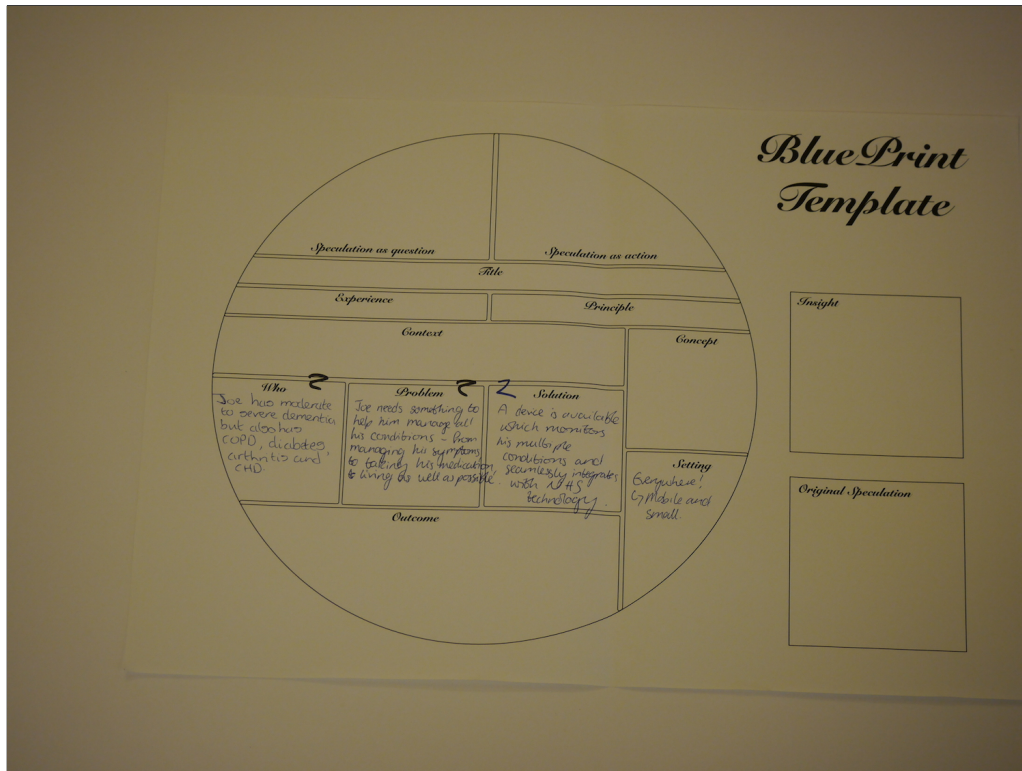 BluePrint
Template
Speculation as question
Speculation as action
Title
Experience
Principle
Context
Concept
Who 2
Joe has moderate
to severe dementia
but also has
COPD, diabetes,
arthritis and
CHD.
Problem 2
Joe needs something to
help him manage all
his conditions - from
managing his symptoms
to taking his medication,
to living as well as possible.
2 Solution
A device is available
which monitors
his multiple
conditions and
seamlessly integrates
with NHS
technology.
Setting
Everywhere!
↳ Mobile and
small.
Outcome
Insight
Original Speculation